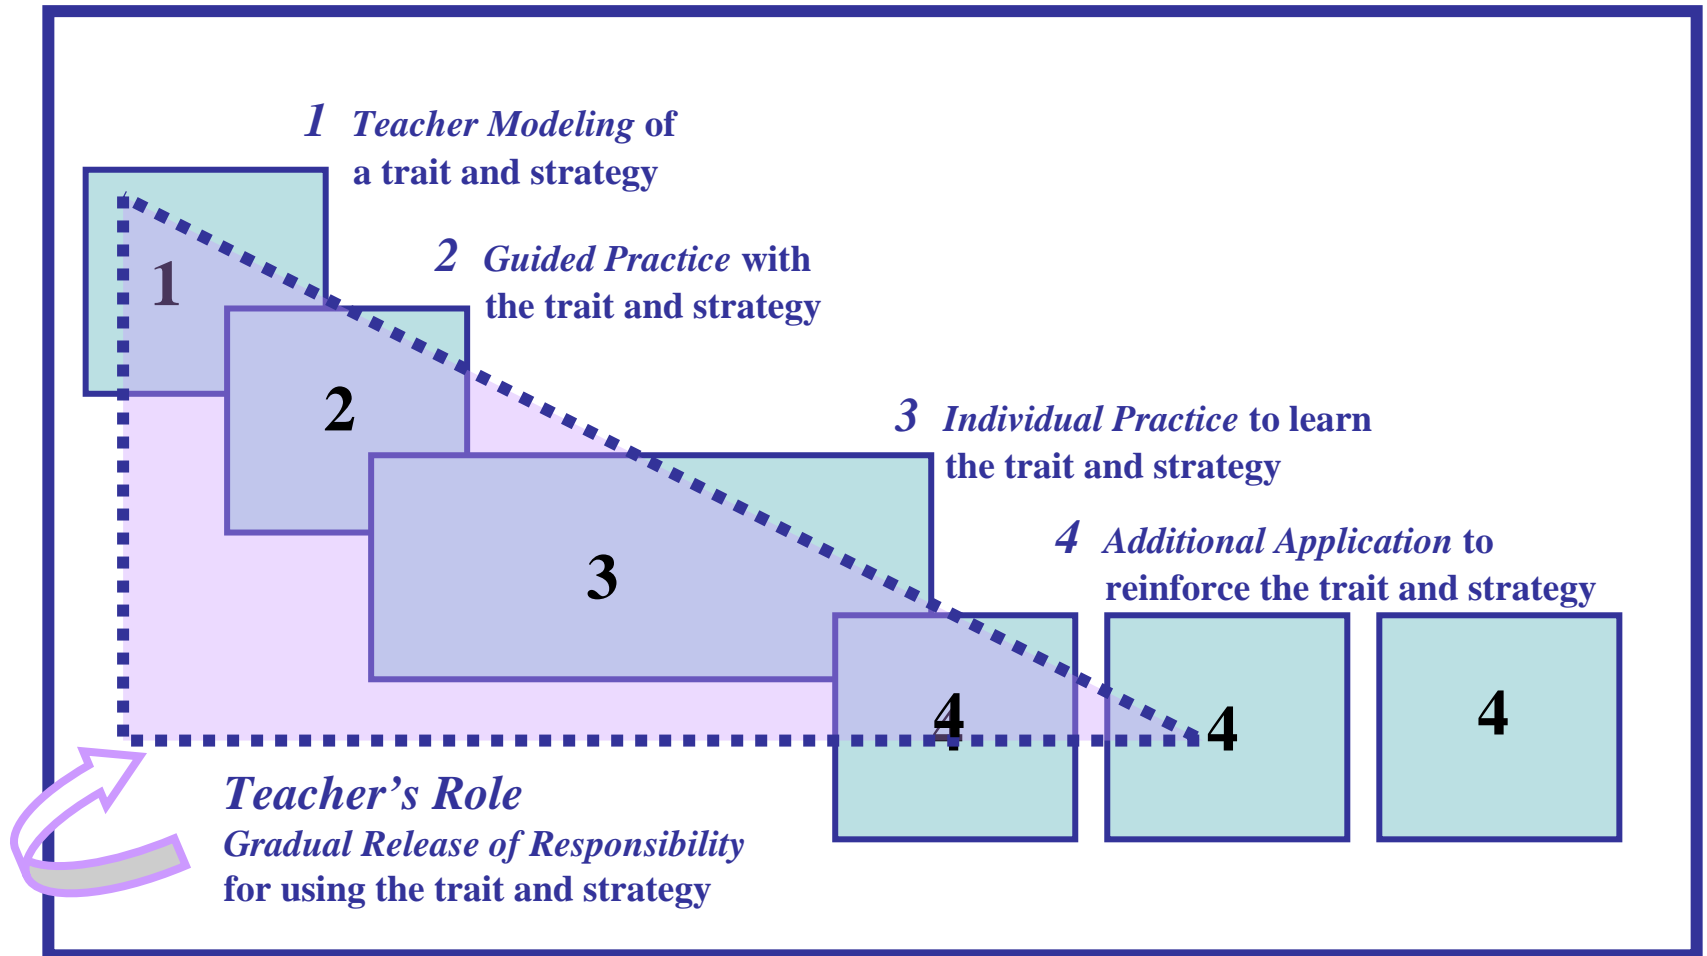 1 Teacher Modeling of
a trait and strategy
1
2 Guided Practice with
the trait and strategy
2
3 Individual Practice to learn
the trait and strategy
3
4 Additional Application to
reinforce the trait and strategy
4
4
4
Teacher’s Role
Gradual Release of Responsibility
for using the trait and strategy